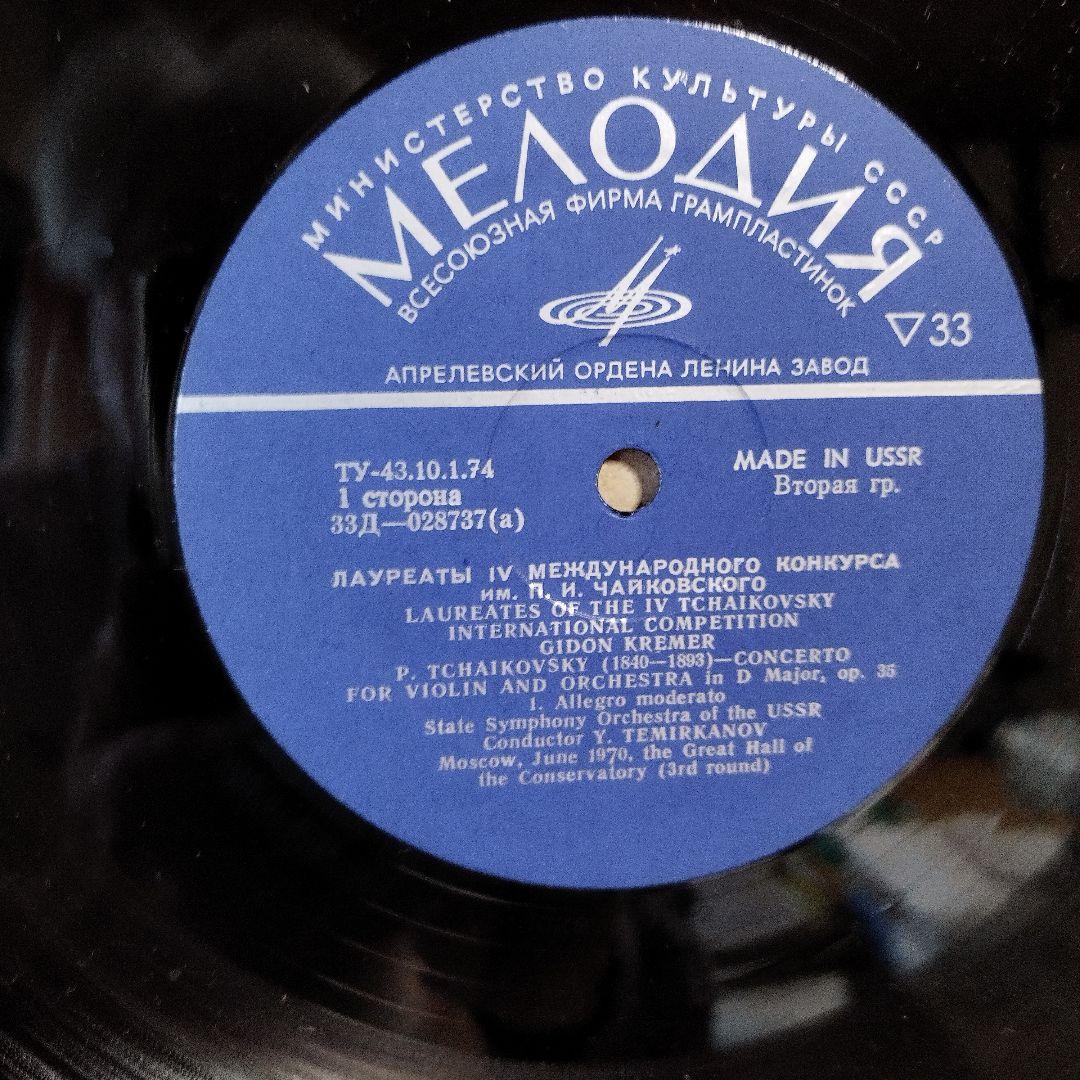 МИНИСТЕРСТВО КУЛЬТУРЫ СССР
МЕЛОДИЯ
ВСЕСОЮЗНАЯ ФИРМА ГРАМПЛАСТИНОК
▽33
АПРЕЛЕВСКИЙ ОРДЕНА ЛЕНИНА ЗАВОД
ТУ-43.10.1.74
1 сторона
33Д—028737(а)
MADE IN USSR
Вторая гр.
ЛАУРЕАТЫ IV МЕЖДУНАРОДНОГО КОНКУРСА
им. П. И. ЧАЙКОВСКОГО
LAUREATES OF THE IV TCHAIKOVSKY
INTERNATIONAL COMPETITION
GIDON KREMER
P. TCHAIKOVSKY (1840—1893)—CONCERTO
FOR VIOLIN AND ORCHESTRA in D Major, op. 35
1. Allegro moderato
State Symphony Orchestra of the USSR
Conductor Y. TEMIRKANOV
Moscow, June 1970, the Great Hall of
the Conservatory (3rd round)